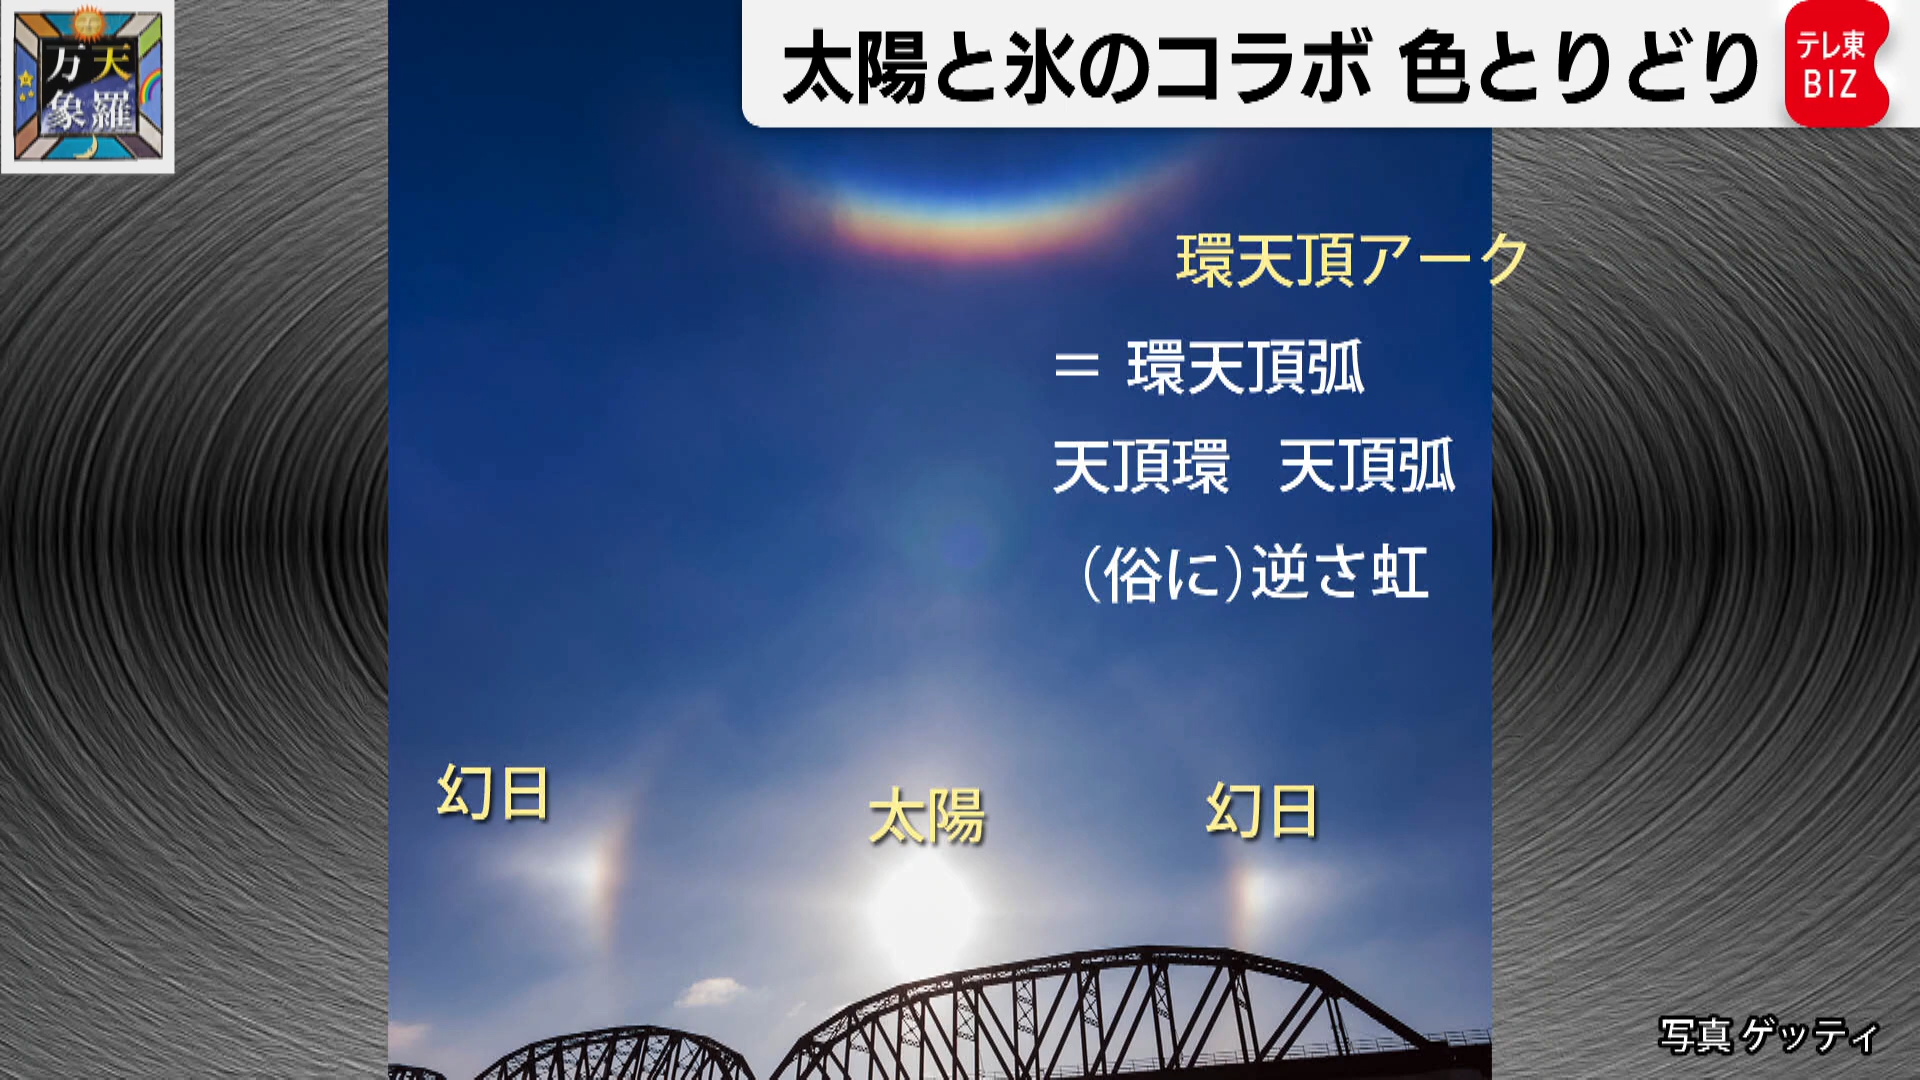 天羅
万象
太陽と氷のコラボ 色とりどり
テレ東
BIZ
環天頂アーク
＝ 環天頂弧
天頂環 天頂弧
（俗に）逆さ虹
幻日
太陽
幻日
写真 ゲッティ